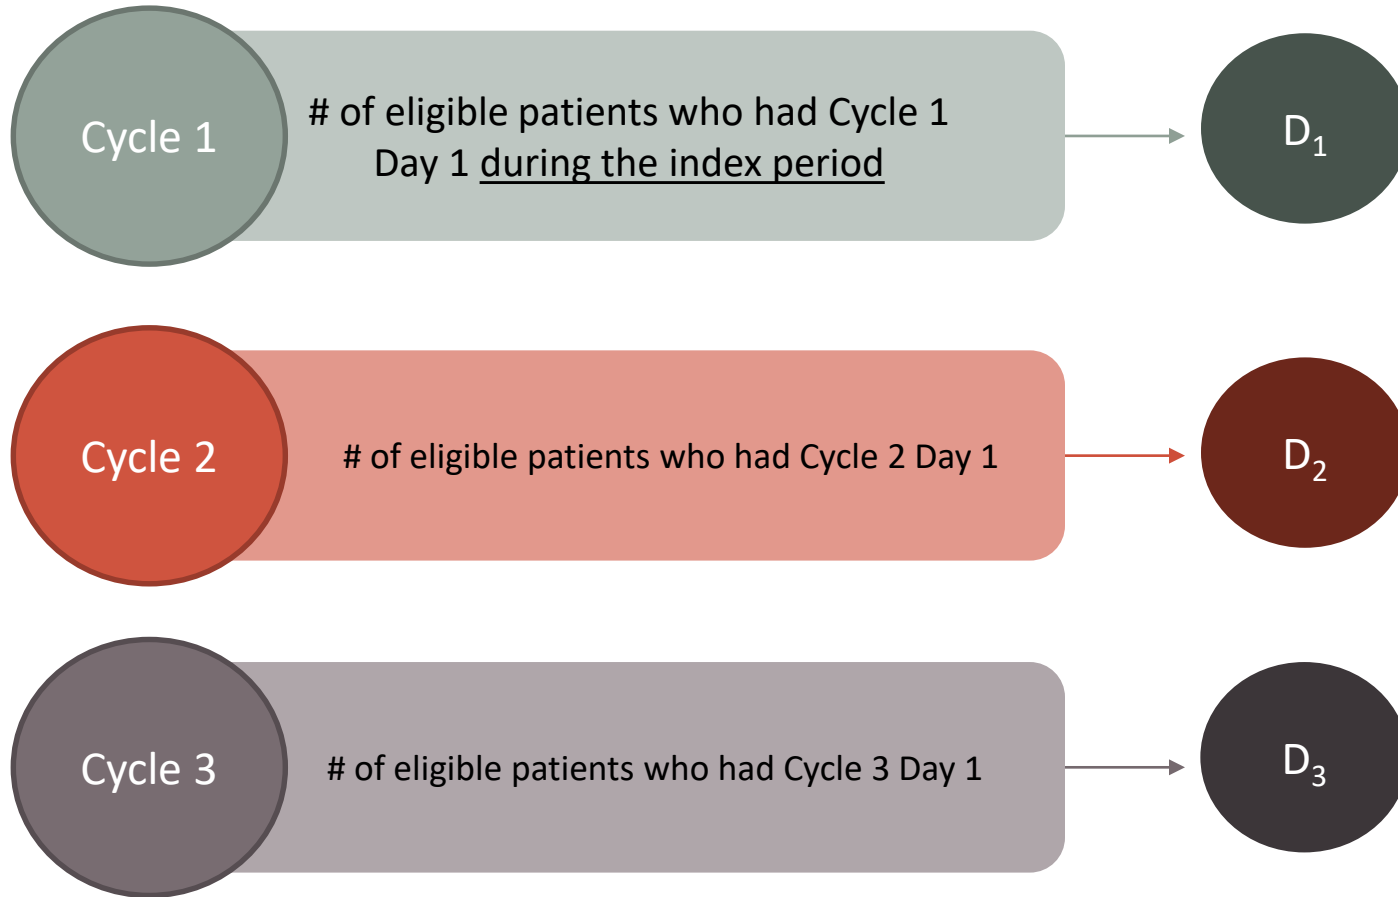 Cycle 1
# of eligible patients who had Cycle 1
Day 1 during the index period
D₁
Cycle 2
# of eligible patients who had Cycle 2 Day 1
D₂
Cycle 3
# of eligible patients who had Cycle 3 Day 1
D₃